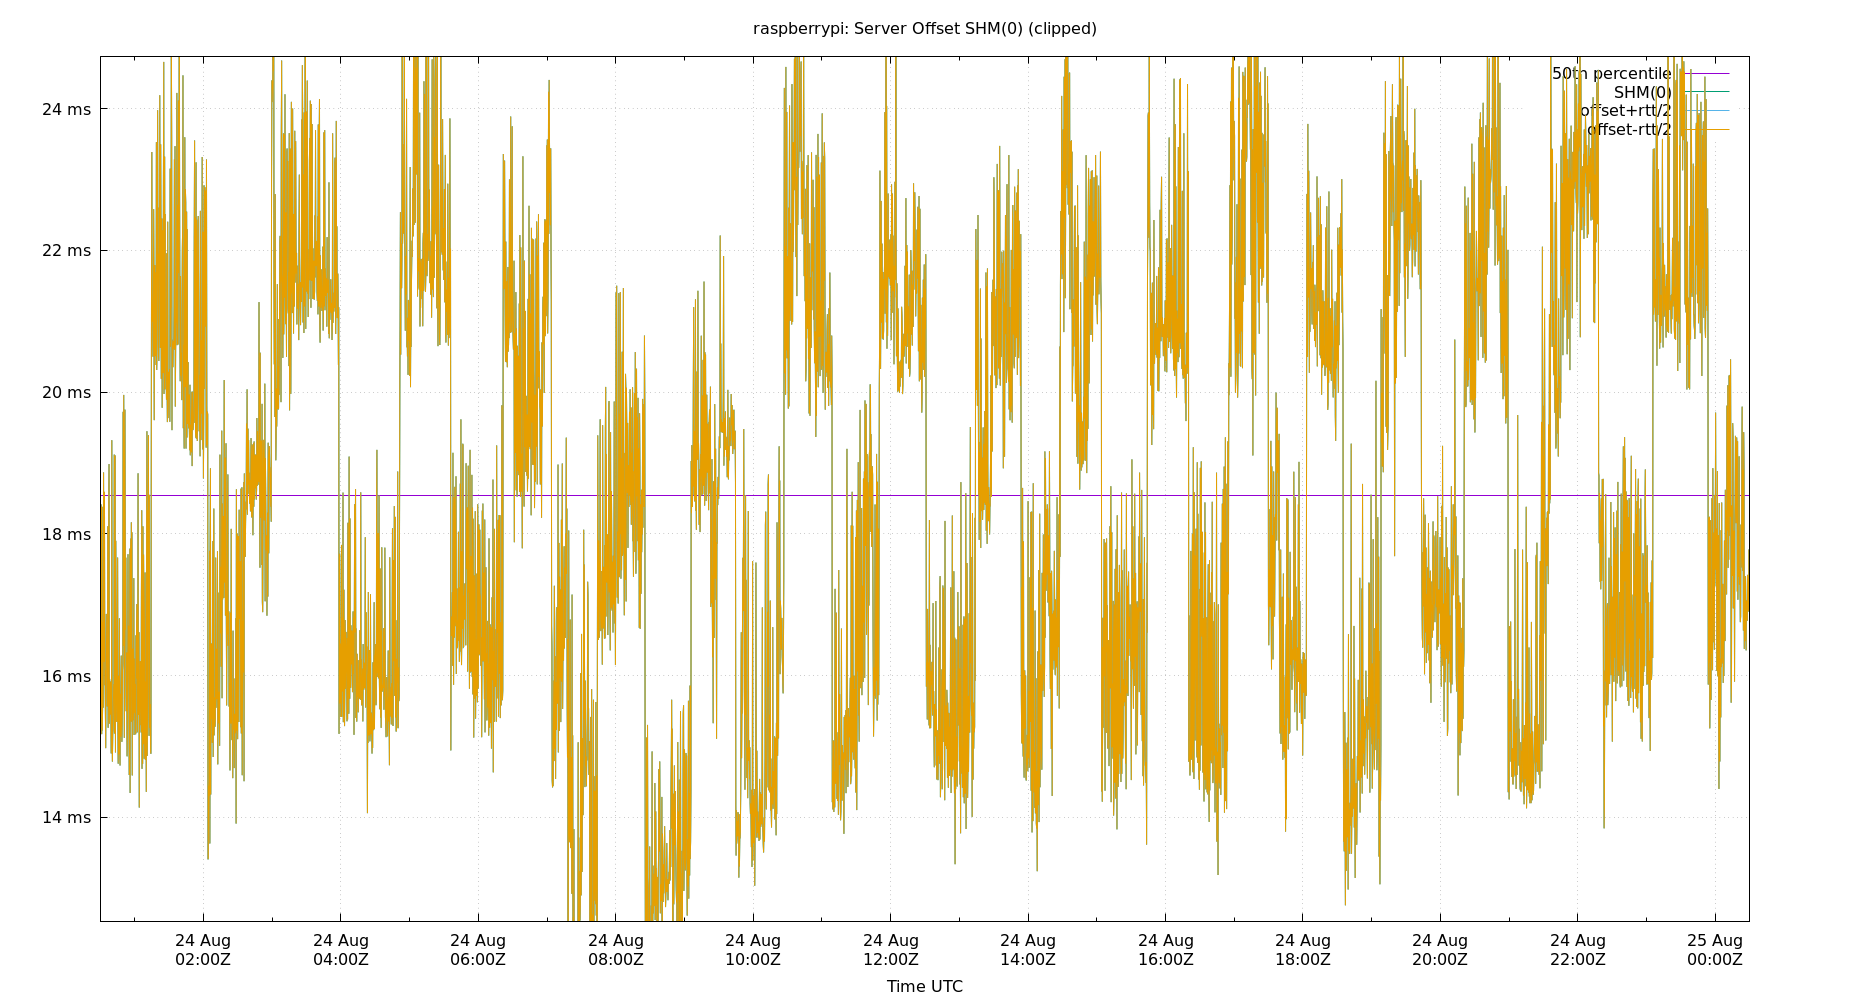 raspberrypi: Server Offset SHM(0) (clipped)
50th percentile
SHM(0)
offset+rtt/2
offset-rtt/2
24 ms
22 ms
20 ms
18 ms
16 ms
14 ms
24 Aug 24 Aug 24 Aug 24 Aug 24 Aug 24 Aug 24 Aug 24 Aug 24 Aug 24 Aug 24 Aug 25 Aug
02:00Z 04:00Z 06:00Z 08:00Z 10:00Z 12:00Z 14:00Z 16:00Z 18:00Z 20:00Z 22:00Z 00:00Z
Time UTC